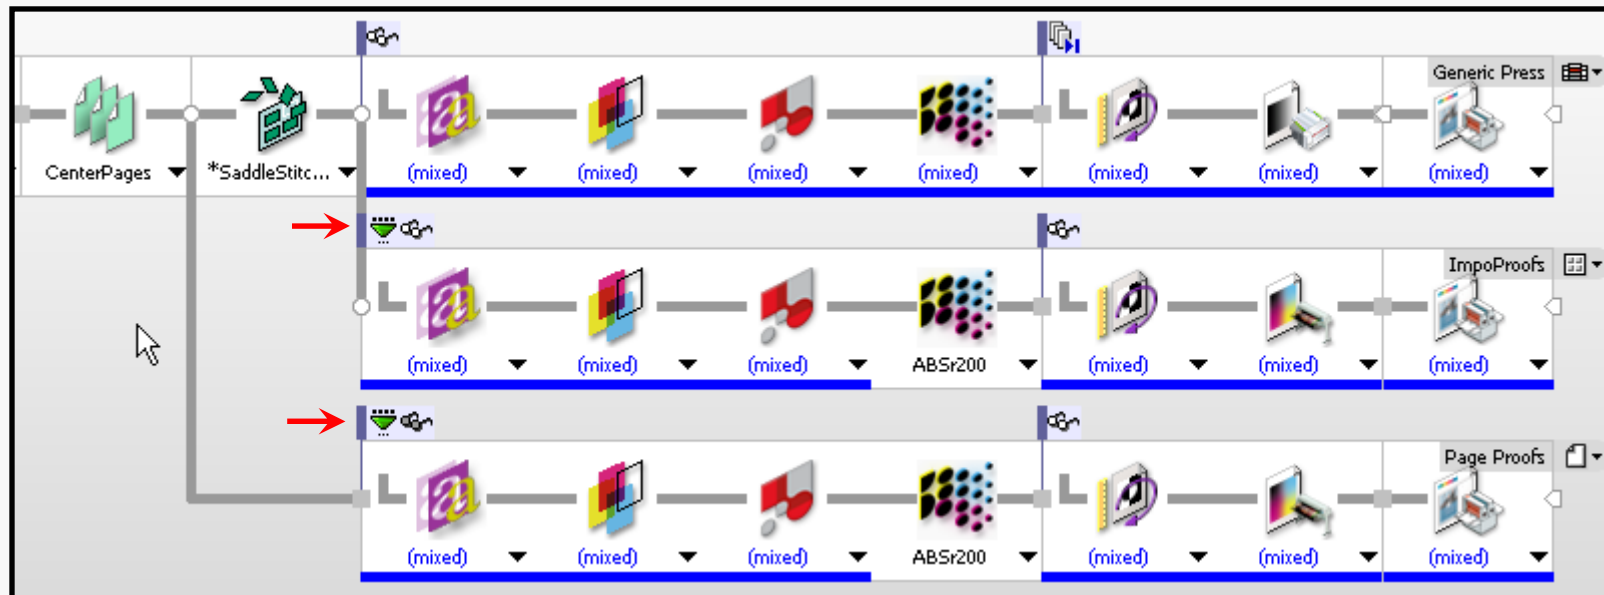 Generic Press
CenterPages
*SaddleStitc...
(mixed)
(mixed)
(mixed)
(mixed)
(mixed)
(mixed)
(mixed)
ImpoProofs
(mixed)
(mixed)
(mixed)
ABSr200
(mixed)
(mixed)
(mixed)
Page Proofs
(mixed)
(mixed)
(mixed)
ABSr200
(mixed)
(mixed)
(mixed)